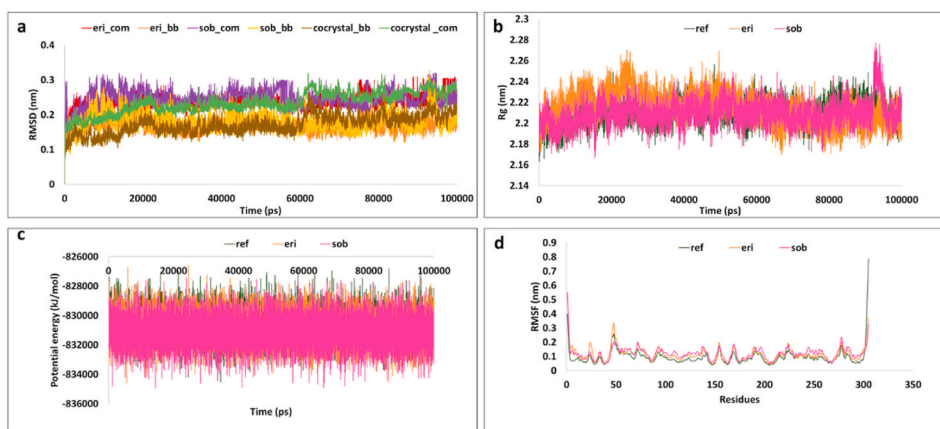 a
eri_com eri_bb sob_com sob_bb cocrystal_bb cocrystal _com
0.4
0.3
0.2
0.1
0
RMSD (nm)
0 20000 40000 60000 80000 100000
Time (ps)
b
ref eri sob
2.28
2.26
2.24
2.22
2.2
2.18
2.16
2.14
Rg (nm)
0 20000 40000 60000 80000 100000
Time (ps)
c
ref eri sob
0 20000 40000 60000 80000 100000
-826000
-828000
-830000
-832000
-834000
-836000
Potential energy (kJ/mol)
Time (ps)
d
ref eri sob
0.9
0.8
0.7
0.6
0.5
0.4
0.3
0.2
0.1
0
RMSF (nm)
0 50 100 150 200 250 300 350
Residues